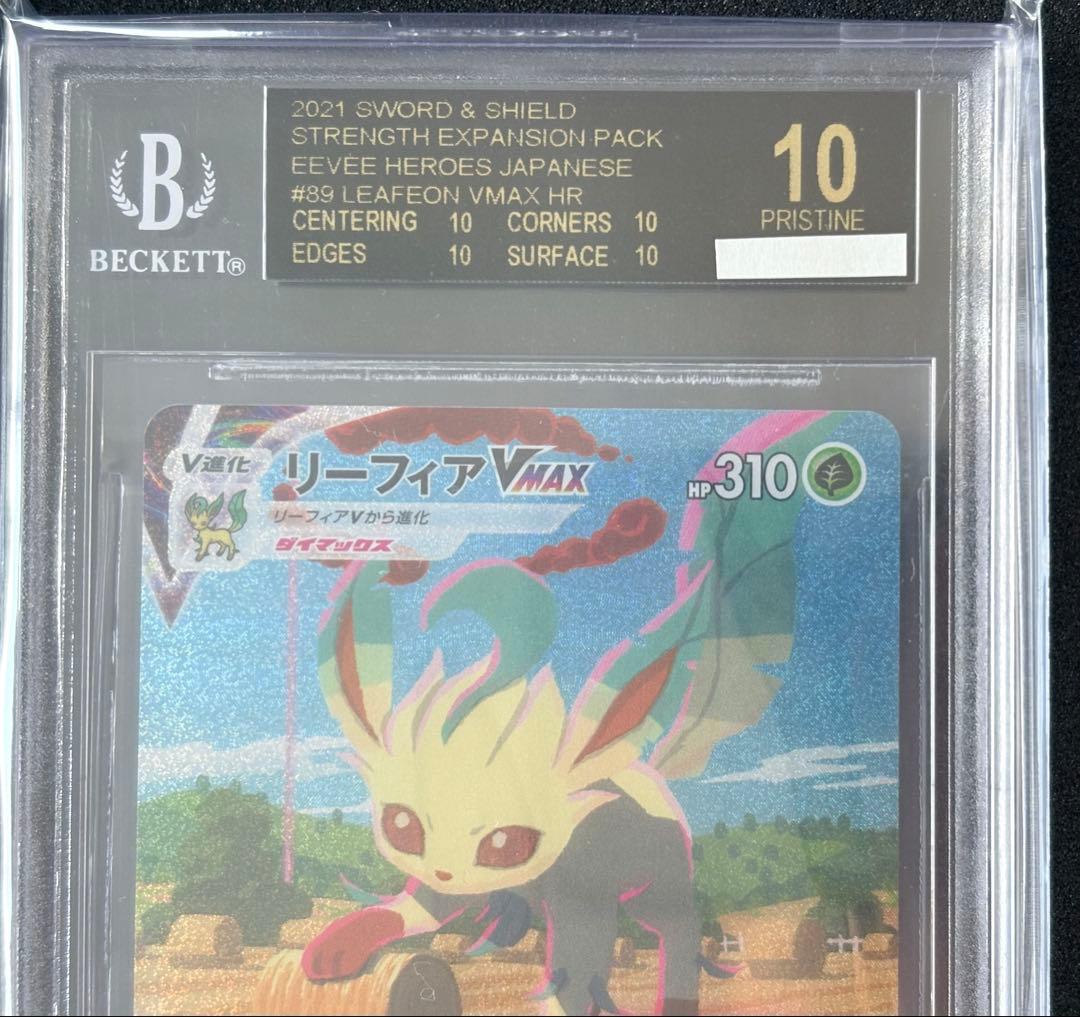 B
BECKETT®
2021 SWORD & SHIELD
STRENGTH EXPANSION PACK
EEVEE HEROES JAPANESE
#89 LEAFEON VMAX HR
CENTERING 10 CORNERS 10
EDGES 10 SURFACE 10
10
PRISTINE
V進化
リーフィアVMAX
HP310
リーフィアVから進化
ダイマックス